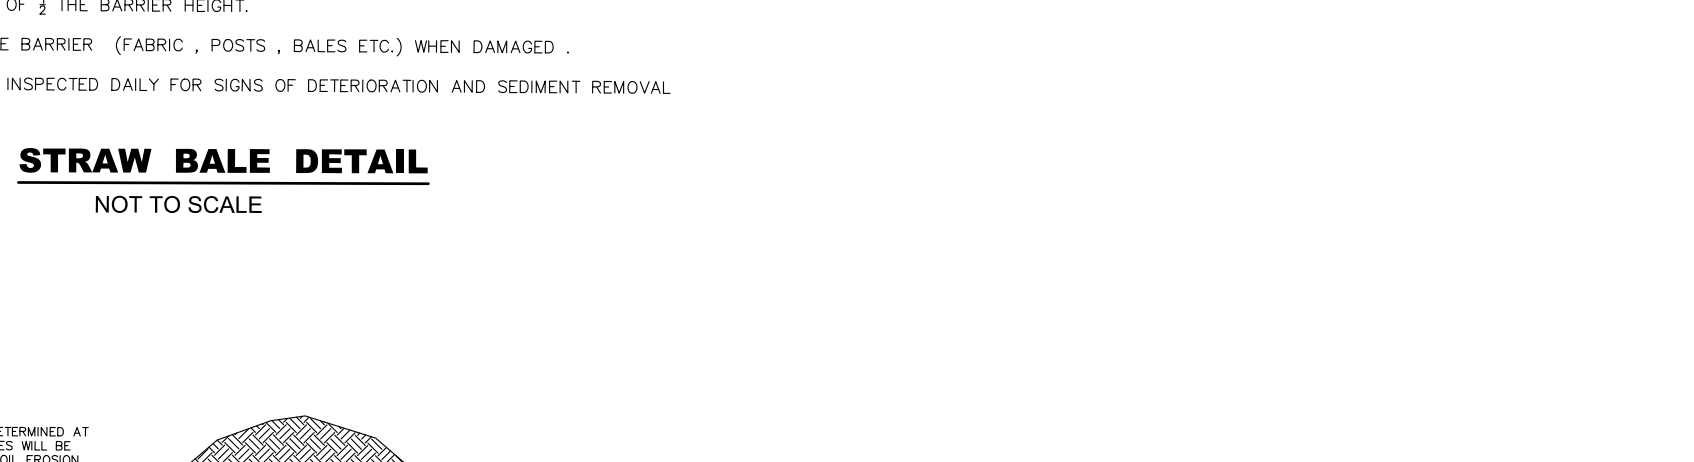 OF ½ THE BARRIER HEIGHT.
E BARRIER (FABRIC , POSTS , BALES ETC.) WHEN DAMAGED .
INSPECTED DAILY FOR SIGNS OF DETERIORATION AND SEDIMENT REMOVAL
STRAW BALE DETAIL
NOT TO SCALE
ETERMINED AT
ES WILL BE
OIL EROSION